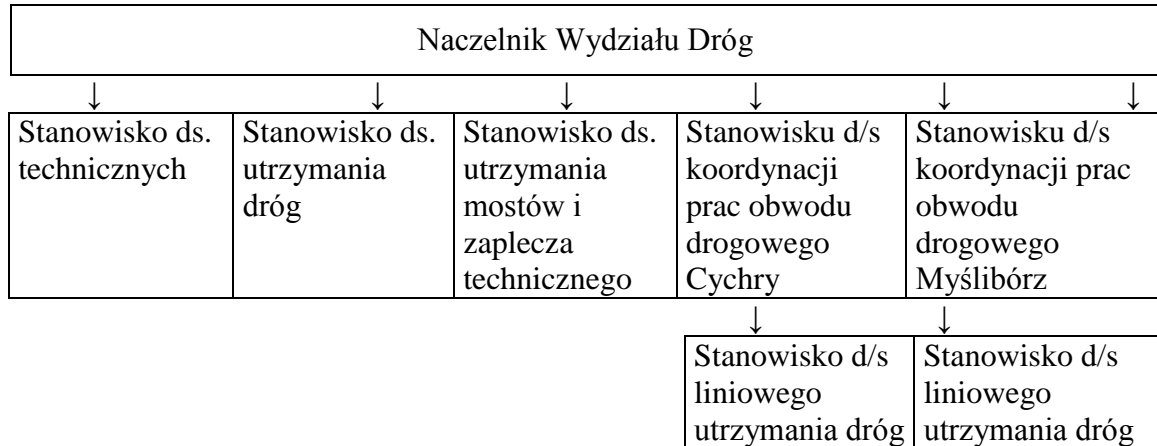 Naczelnik Wydziału Dróg
↓ ↓ ↓ ↓ ↓ ↓
Stanowisko ds.
technicznych
Stanowisko ds.
utrzymania
dróg
Stanowisko ds.
utrzymania
mostów i
zaplecza
technicznego
Stanowisku d/s
koordynacji
prac obwodu
drogowego
Cychry
Stanowisku d/s
koordynacji prac
obwodu
drogowego
Myślibórz
↓ ↓
Stanowisko d/s
liniowego
utrzymania dróg
Stanowisko d/s
liniowego
utrzymania dróg